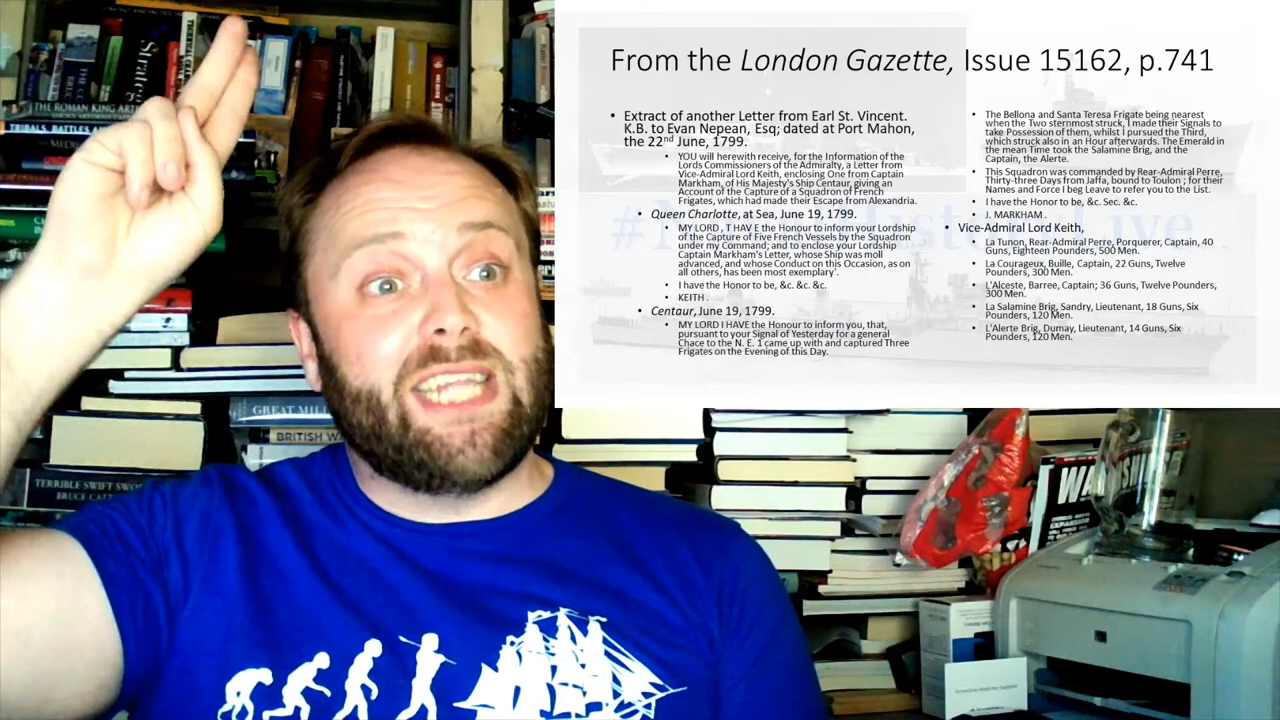 From the London Gazette, Issue 15162, p.741
• Extract of another Letter from Earl St. Vincent.
K.B. to Evan Nepean, Esq; dated at Port Mahon,
the 22nd June, 1799.
• YOU will herewith receive, for the Information of the
Lords Commissioners of the Admiralty, a Letter from
Vice-Admiral Lord Keith, enclosing One from Captain
Markham, of His Majesty's Ship Centaur, giving an
Account of the Capture of a Squadron of French
Frigates, which had made their Escape from Alexandria.
• Queen Charlotte, at Sea, June 19, 1799.
• MY LORD , T HAV E the Honour to inform your Lordship
of the Capture of Five French Vessels by the Squadron
under my Command; and to enclose your Lordship
Captain Markham's Letter, whose Ship was moll
advanced, and whose Conduct on this Occasion, as on
all others, has been most exemplary'.
• I have the Honor to be, &c. &c. &c.
• KEITH .
• Centaur, June 19, 1799.
• MY LORD I HAVE the Honour to inform you, that,
pursuant to your Signal of Yesterday for a general
Chace to the N. E. 1 came up with and captured Three
Frigates on the Evening of this Day.
• The Bellona and Santa Teresa Frigate being nearest
when the Two sternmost struck, I made their Signals to
take Possession of them, whilst I pursued the Third,
which struck also in an Hour afterwards. The Emerald in
the mean Time took the Salamine Brig, and the
Captain, the Alerte.
• This Squadron was commanded by Rear-Admiral Perre,
Thirty-three Days from Jaffa, bound to Toulon ; for their
Names and Force I beg Leave to refer you to the List.
• I have the Honor to be, &c. Sec. &c.
• J. MARKHAM .
• Vice-Admiral Lord Keith,
• La Tunon, Rear-Admiral Perre, Porquerer, Captain, 40
Guns, Eighteen Pounders, 500 Men.
• La Courageux, Buille, Captain, 22 Guns, Twelve
Pounders, 300 Men.
• L'Alceste, Barree, Captain; 36 Guns, Twelve Pounders,
300 Men.
• La Salamine Brig, Sandry, Lieutenant, 18 Guns, Six
Pounders, 120 Men.
• L'Alerte Brig, Dumay, Lieutenant, 14 Guns, Six
Pounders, 120 Men.
Strategy
THE ROMAN KING
TRIBALS, BATTLES
GREAT
BRITISH
TERRIBLE SWIFT
BRUCE
hp